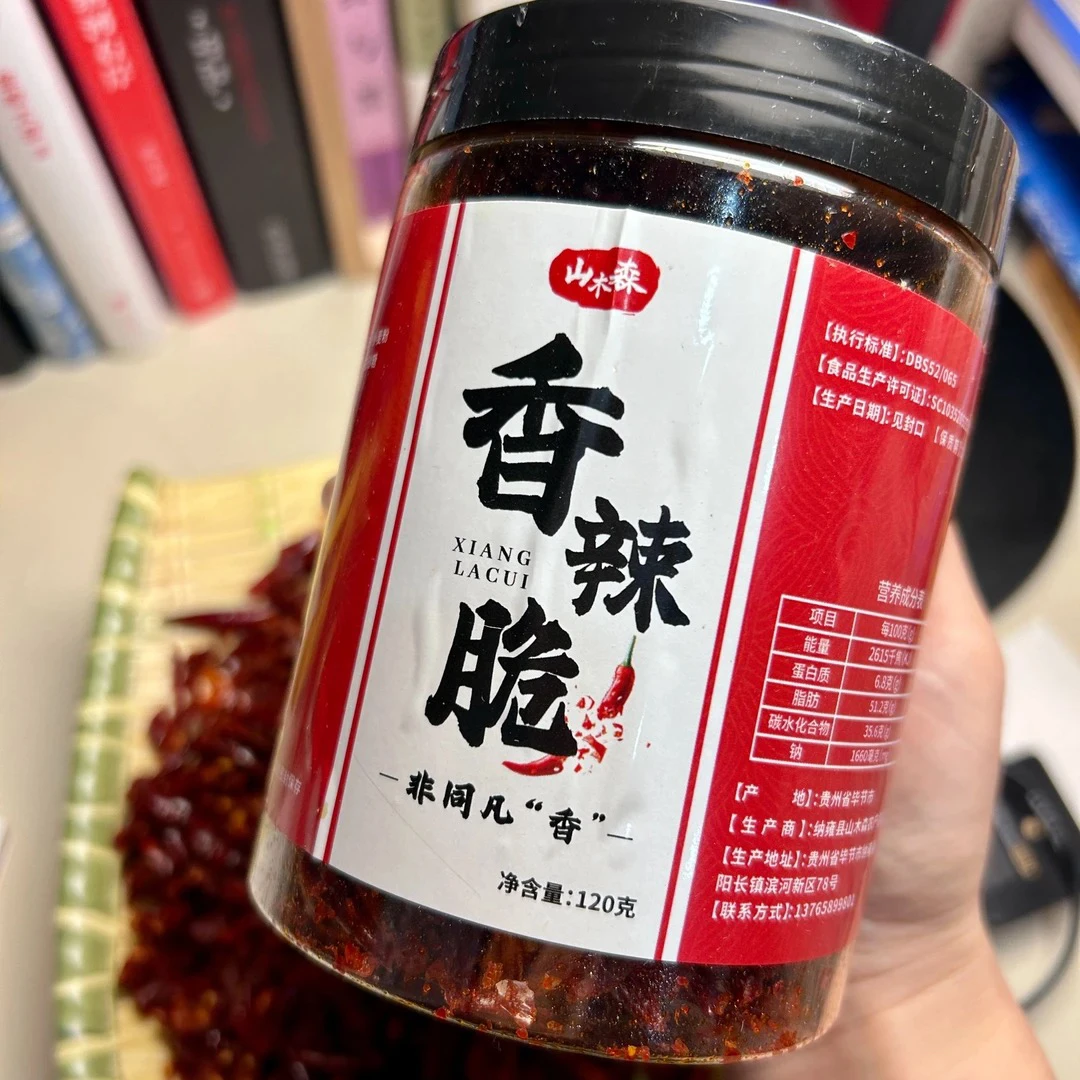 山木森
香
辣
脆
XIANG
LACUI
非同凡“香”
净含量:120克
【执行标准】:DBS52/065
【食品生产许可证】:SC1035
【生产日期】:见封口 【保质
营养成分表
项目 每100克(g)
能量 2615千焦(KJ)
蛋白质 6.8克(g)
脂肪 51.2克(g)
碳水化合物 35.6克(g)
钠 1660毫克
【产 地】:贵州省毕节市
【生产商】:纳雍县山木森
【生产地址】:贵州省毕节市
阳长镇滨河新区78号
【联系方式】:13765899802